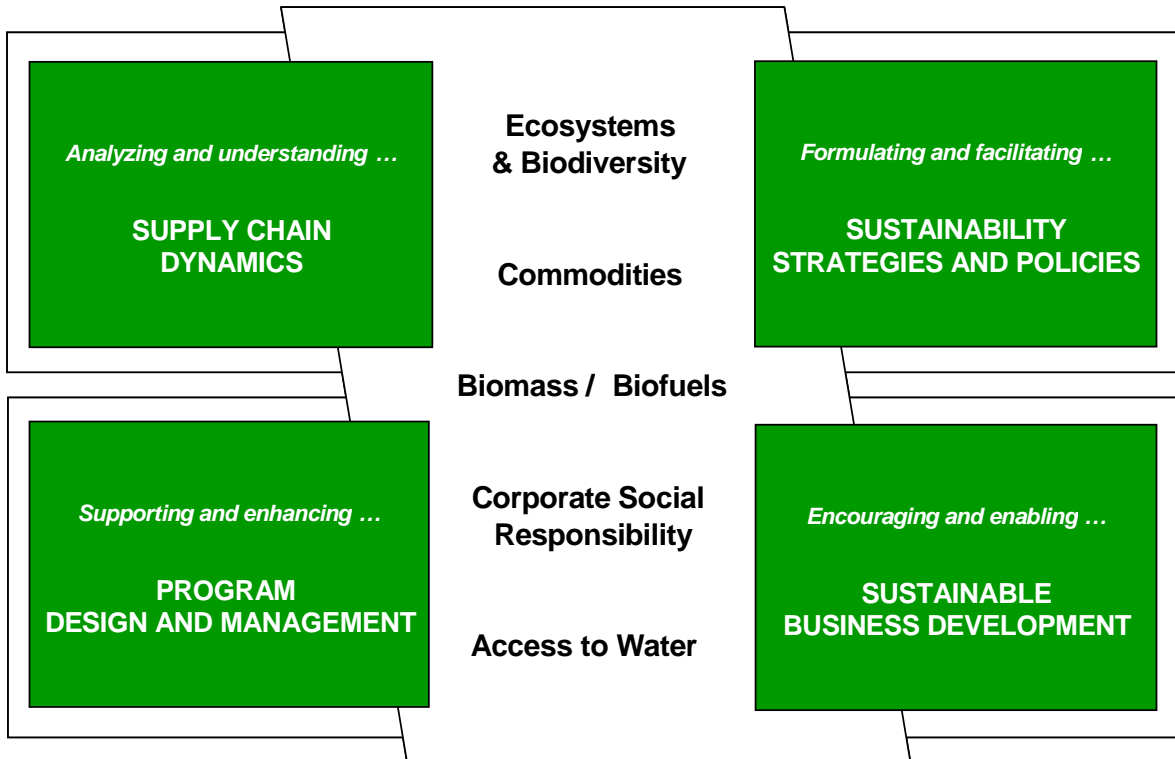 Analyzing and understanding …
SUPPLY CHAIN
DYNAMICS
Ecosystems
& Biodiversity
Commodities
Biomass / Biofuels
Corporate Social
Responsibility
Access to Water
Formulating and facilitating …
SUSTAINABILITY
STRATEGIES AND POLICIES
Supporting and enhancing …
PROGRAM
DESIGN AND MANAGEMENT
Encouraging and enabling …
SUSTAINABLE
BUSINESS DEVELOPMENT